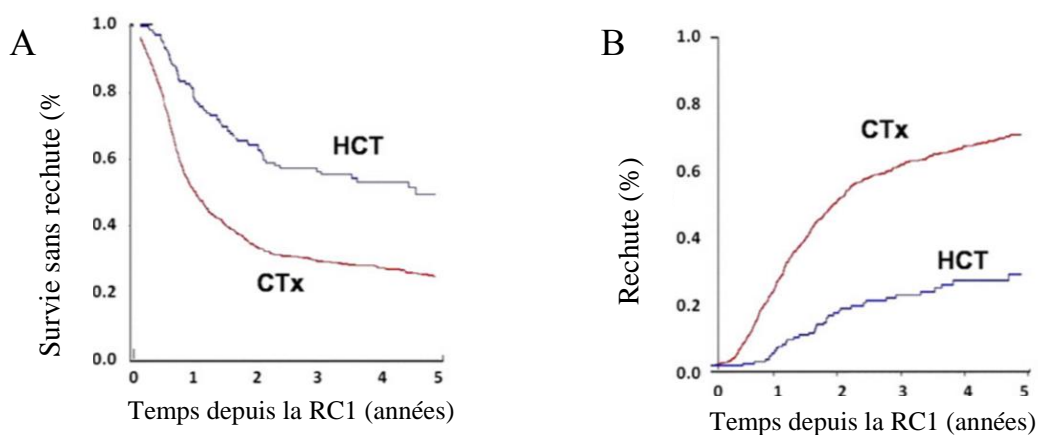 A
Survie sans rechute (%
1.0
0.8
0.6
0.4
0.2
0.0
HCT
CTx
0 1 2 3 4 5
Temps depuis la RC1 (années)
B
Rechute (%)
1.0
0.8
0.6
0.4
0.2
0.0
CTx
HCT
0 1 2 3 4 5
Temps depuis la RC1 (années)